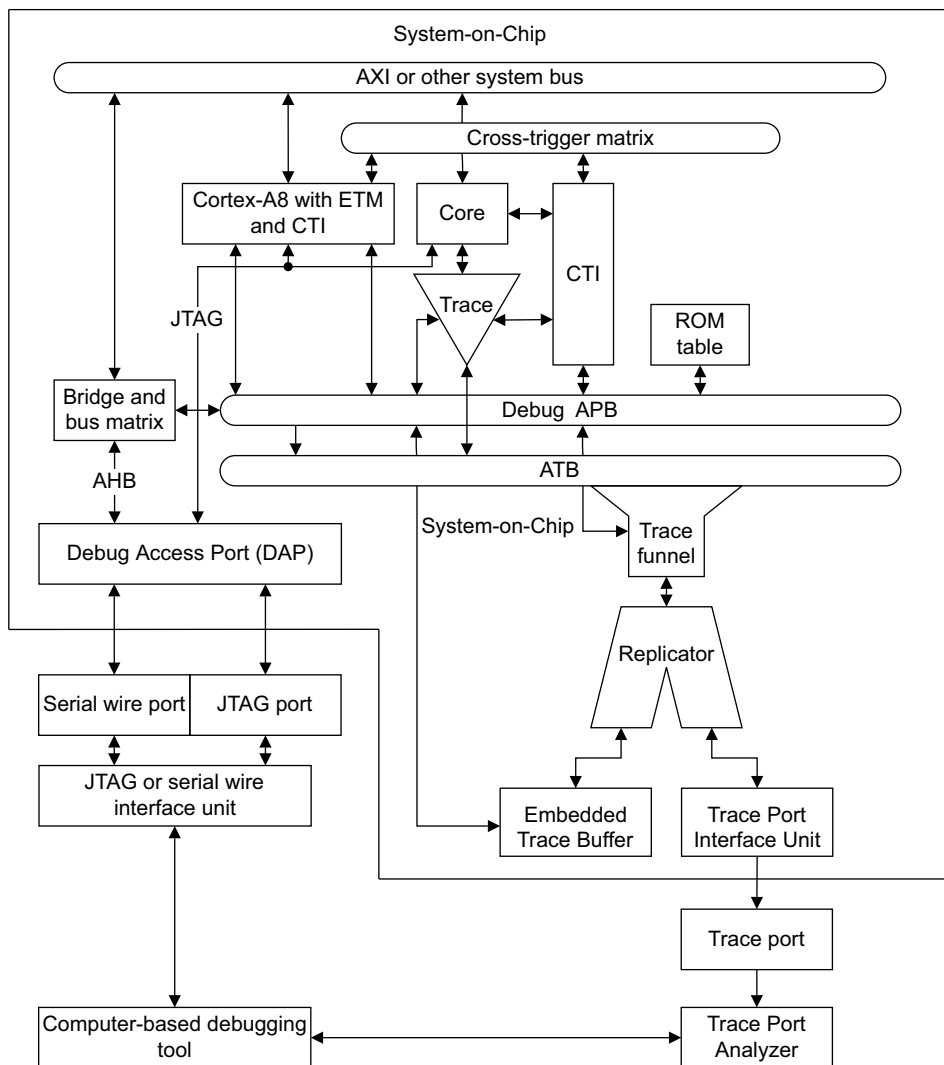 System-on-Chip
AXI or other system bus
Cross-trigger matrix
Cortex-A8 with ETM
and CTI
Core
CTI
Trace
JTAG
ROM
table
Bridge and
bus matrix
Debug APB
AHB
ATB
System-on-Chip
Trace
funnel
Debug Access Port (DAP)
Replicator
Serial wire port
JTAG port
JTAG or serial wire
interface unit
Embedded
Trace Buffer
Trace Port
Interface Unit
Trace port
Computer-based debugging
tool
Trace Port
Analyzer